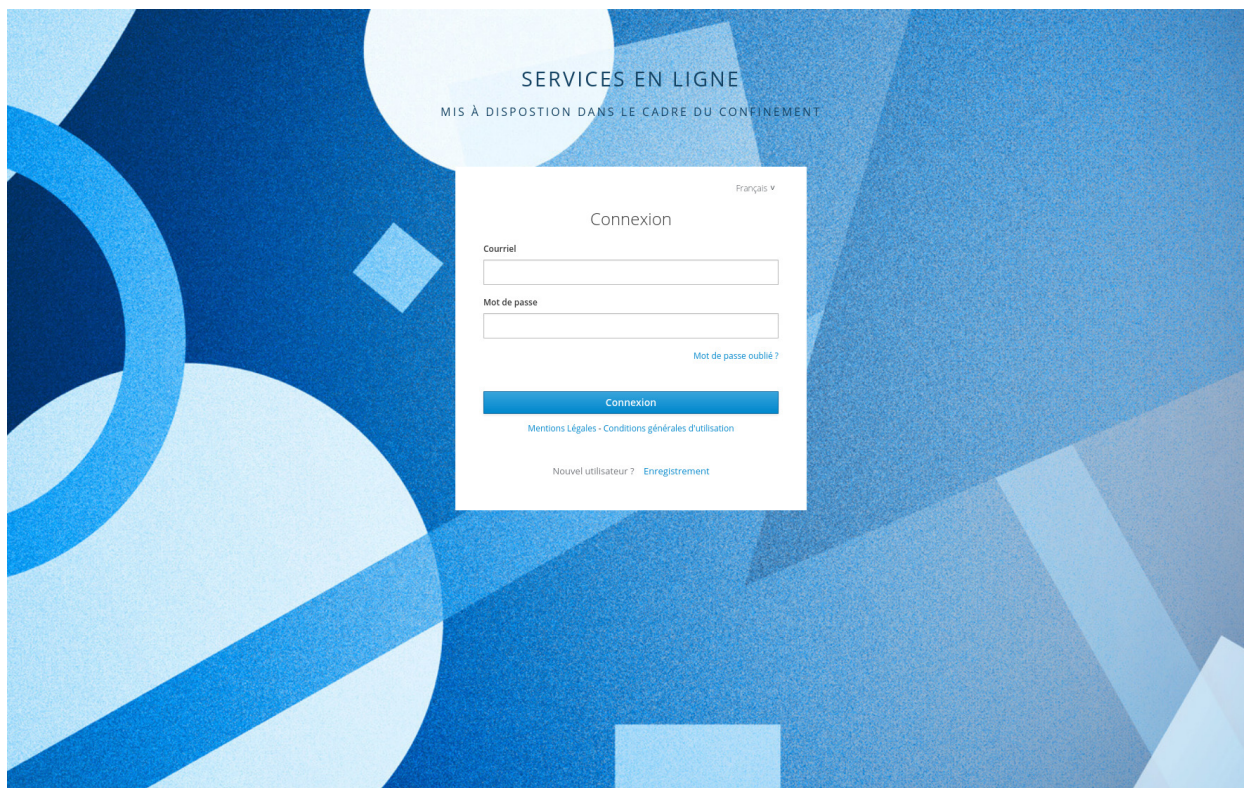 SERVICES EN LIGNE
MIS À DISPOSTION DANS LE CADRE DU CONFINEMENT
Français ∨
Connexion
Courriel
Mot de passe
Mot de passe oublié ?
Connexion
Mentions Légales - Conditions générales d'utilisation
Nouvel utilisateur ? Enregistrement